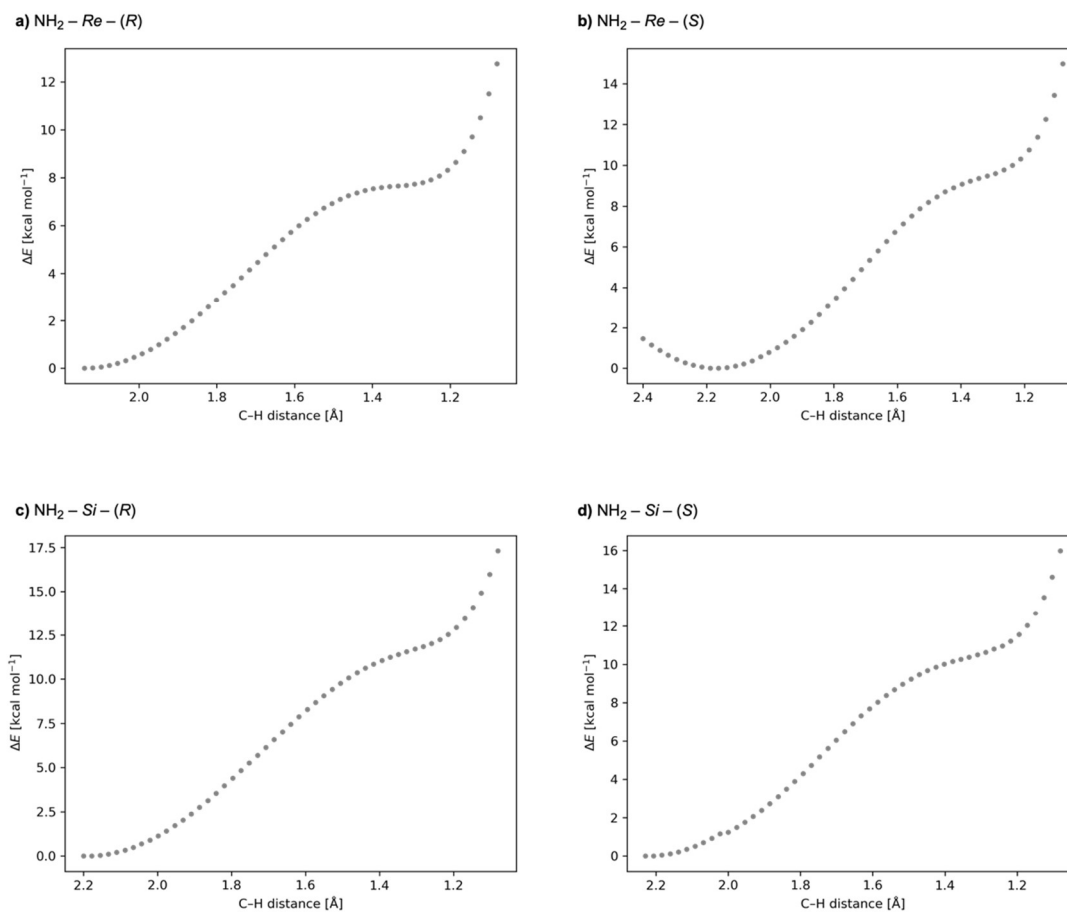 a) NH₂ – Re – (R)
12
10
8
6
4
2
0
ΔE [kcal mol⁻¹]
2.0 1.8 1.6 1.4 1.2
C–H distance [Å]
b) NH₂ – Re – (S)
14
12
10
8
6
4
2
0
ΔE [kcal mol⁻¹]
2.4 2.2 2.0 1.8 1.6 1.4 1.2
C–H distance [Å]
c) NH₂ – Si – (R)
17.5
15.0
12.5
10.0
7.5
5.0
2.5
0.0
ΔE [kcal mol⁻¹]
2.2 2.0 1.8 1.6 1.4 1.2
C–H distance [Å]
d) NH₂ – Si – (S)
16
14
12
10
8
6
4
2
0
ΔE [kcal mol⁻¹]
2.2 2.0 1.8 1.6 1.4 1.2
C–H distance [Å]